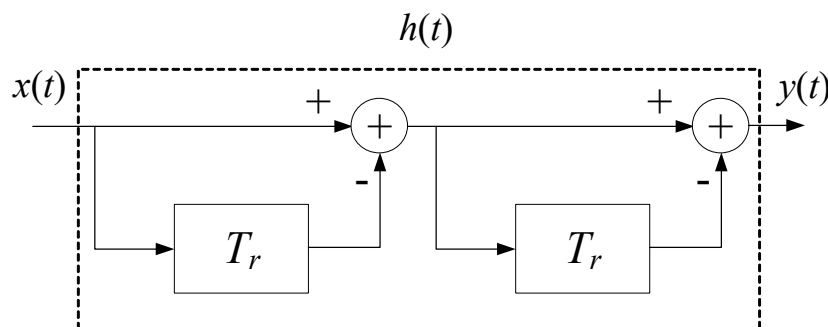 h(t)
x(t) + + y(t)
+ +
- -
T_r T_r